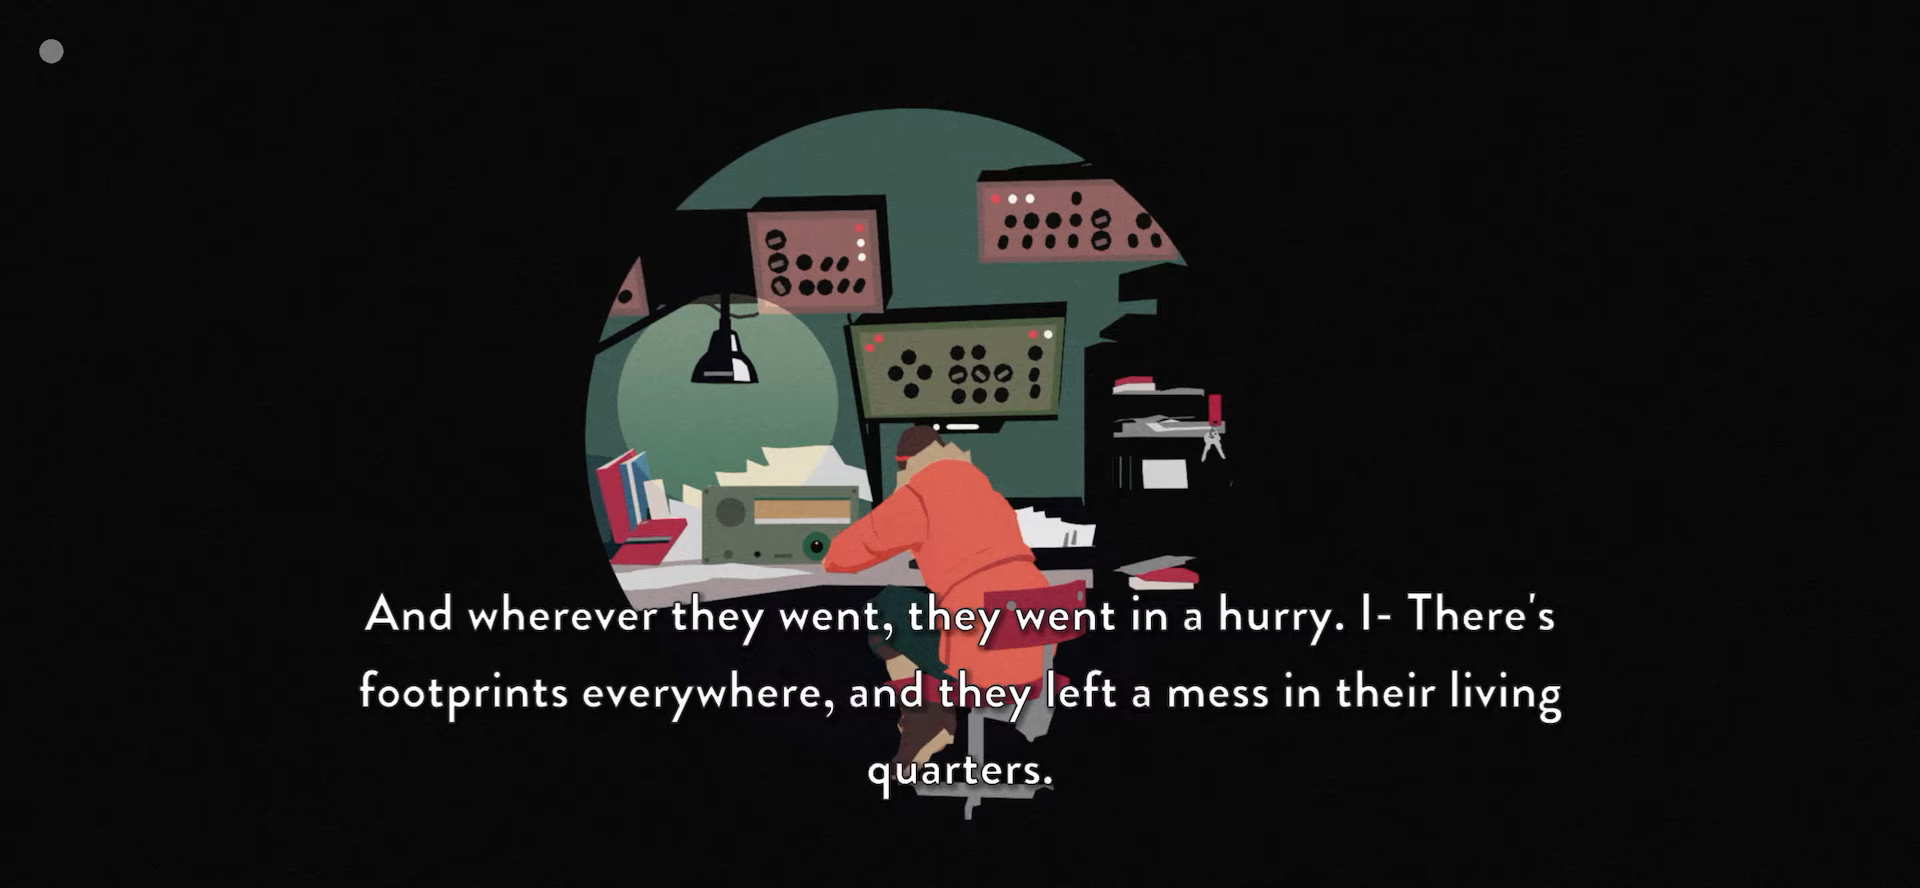 And wherever they went, they went in a hurry. I- There's
footprints everywhere, and they left a mess in their living
quarters.